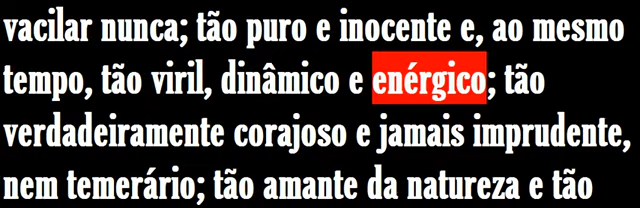 vacilar nunca; tão puro e inocente e, ao mesmo
tempo, tão viril, dinâmico e enérgico; tão
verdadeiramente corajoso e jamais imprudente,
nem temerário; tão amante da natureza e tão